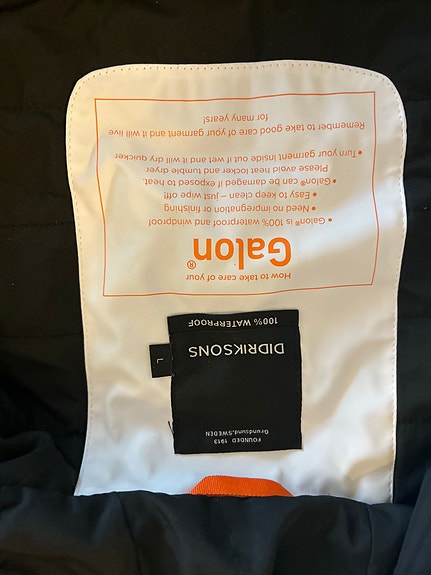 FOUNDED 1913
Grundsund.SWEDEN
DIDRIKSONS
100% WATERPROOF
L
How to take care of your
Galon®
• Galon® is 100% waterproof and windproof
• Need no impregnation or finishing
• Easy to keep clean – just wipe off!
• Galon® can be damaged if exposed to heat.
Please avoid heat locker and tumble dryer
• Turn your garment inside out if wet and it will dry quicker
Remember to take good care of your garment and it will live
for many years!